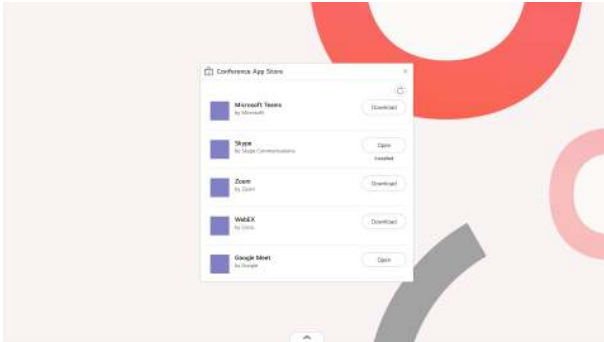 Conference App Store
Microsoft Teams
by Microsoft
Download
Skype
by Skype Communications
Open
Installed
Zoom
by Zoom
Download
WebEX
by Cisco
Download
Google Meet
by Google
Open